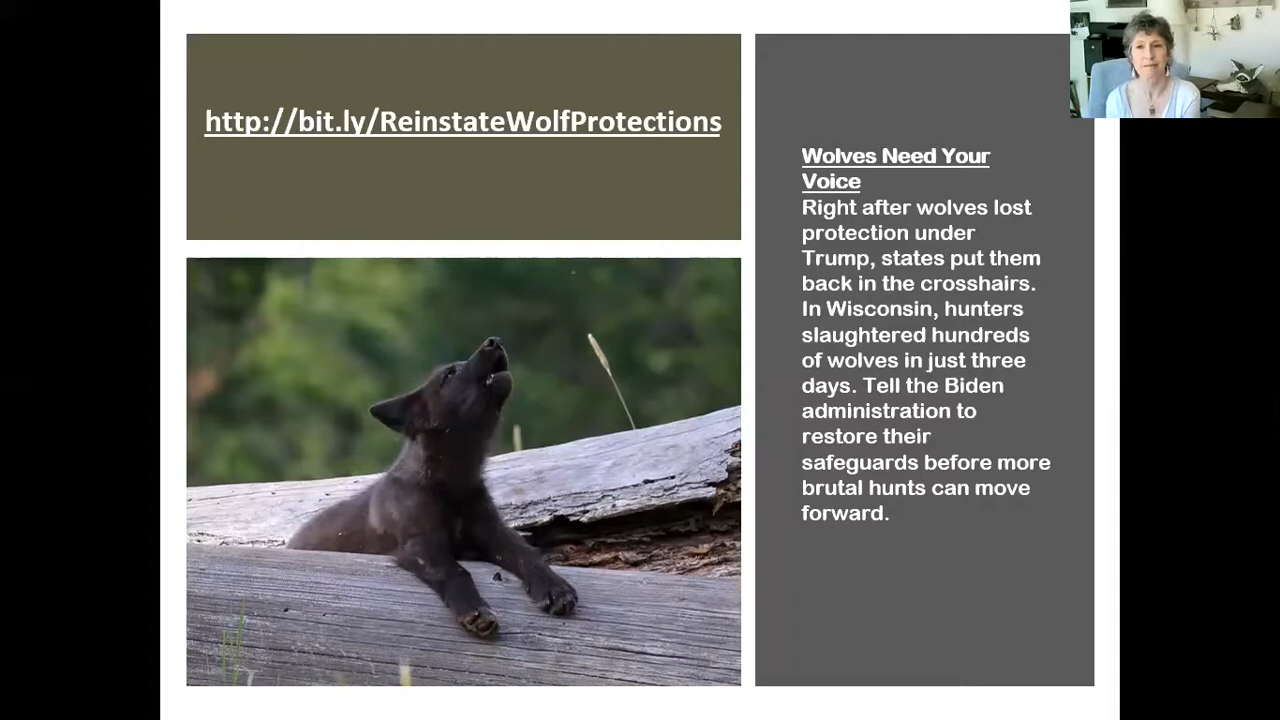 http://bit.ly/ReinstateWolfProtections
Wolves Need Your
Voice
Right after wolves lost
protection under
Trump, states put them
back in the crosshairs.
In Wisconsin, hunters
slaughtered hundreds
of wolves in just three
days. Tell the Biden
administration to
restore their
safeguards before more
brutal hunts can move
forward.